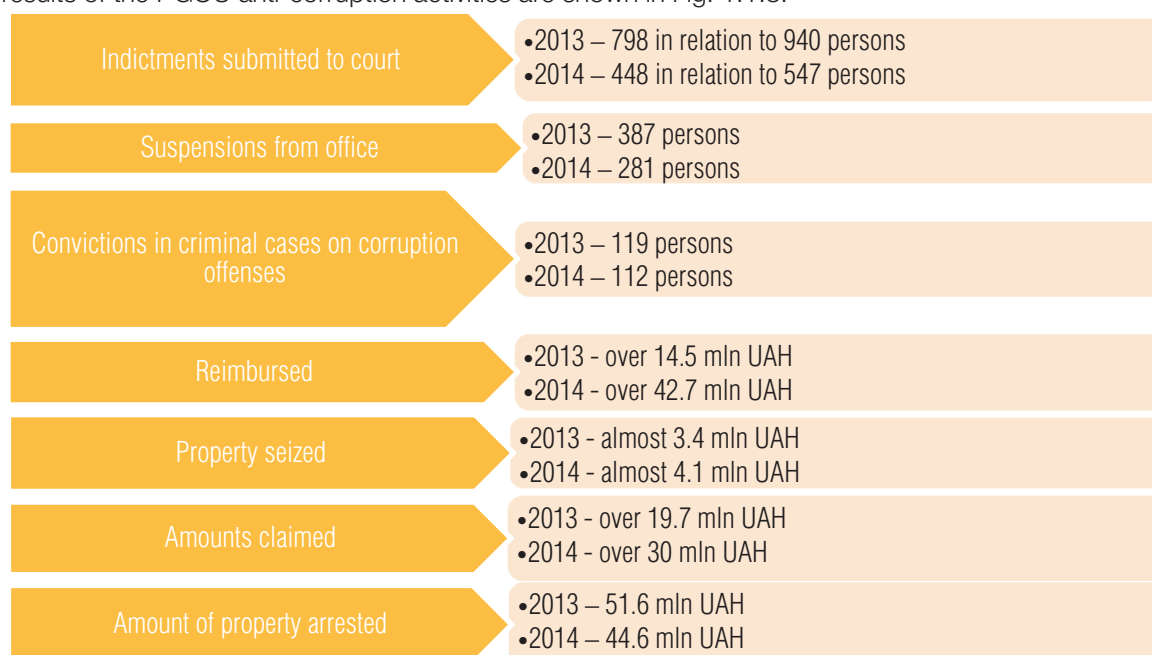 Indictments submitted to court
•2013 – 798 in relation to 940 persons
•2014 – 448 in relation to 547 persons
Suspensions from office
•2013 – 387 persons
•2014 – 281 persons
Convictions in criminal cases on corruption
offenses
•2013 – 119 persons
•2014 – 112 persons
Reimbursed
•2013 - over 14.5 mln UAH
•2014 - over 42.7 mln UAH
Property seized
•2013 - almost 3.4 mln UAH
•2014 - almost 4.1 mln UAH
Amounts claimed
•2013 - over 19.7 mln UAH
•2014 - over 30 mln UAH
Amount of property arrested
•2013 – 51.6 mln UAH
•2014 – 44.6 mln UAH